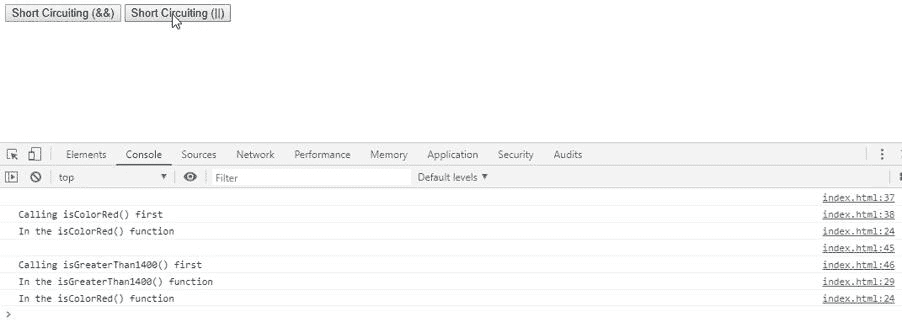 Short Circuiting (&&) Short Circuiting (||)
Elements Console Sources Network Performance Memory Application Security Audits
top Filter Default levels
index.html:37
Calling isColorRed() first index.html:38
In the isColorRed() function index.html:24
index.html:45
Calling isGreaterThan1400() first index.html:46
In the isGreaterThan1400() function index.html:29
In the isColorRed() function index.html:24
>